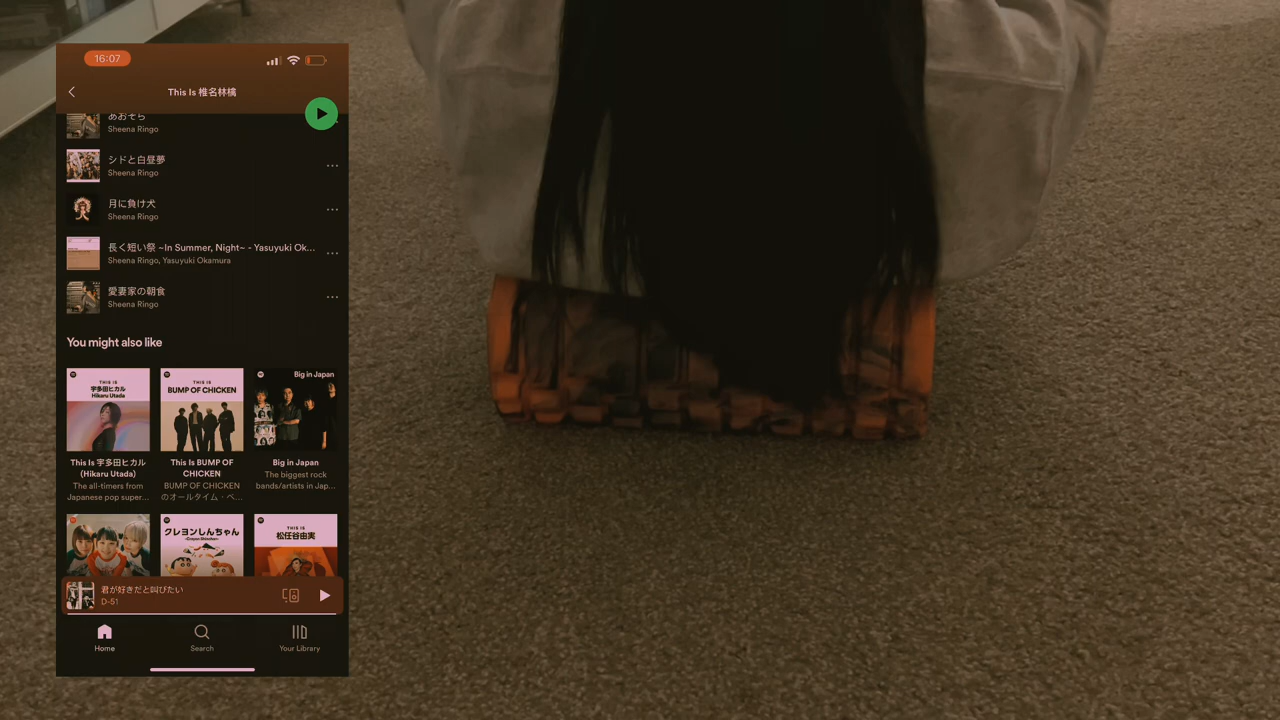 16:07
This Is 椎名林檎
あおぞら
Sheena Ringo
シドと白昼夢
Sheena Ringo
月に負け犬
Sheena Ringo
長く短い祭 ~In Summer, Night~ - Yasuyuki Ok...
Sheena Ringo, Yasuyuki Okamura
愛妻家の朝食
Sheena Ringo
You might also like
THIS IS
宇多田ヒカル
Hikaru Utada
THIS IS
BUMP OF CHICKEN
Big in Japan
This Is 宇多田ヒカル
(Hikaru Utada)
The all-timers from
Japanese pop super...
This Is BUMP OF
CHICKEN
BUMP OF CHICKEN
のオールタイム・ベ...
Big in Japan
The biggest rock
bands/artists in Jap...
クレヨンしんちゃん
~Crayon Shinchan~
THIS IS
松任谷由実
君が好きだと叫びたい
D-51
Home
Search
Your Library